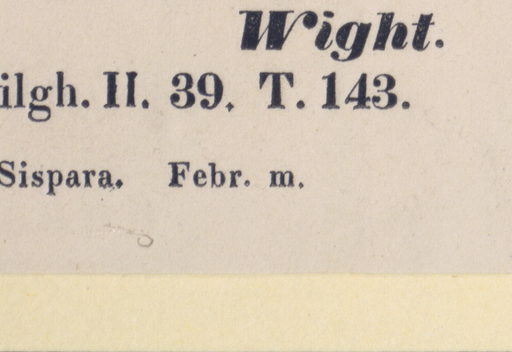 Wight.
ilgh. II. 39. T. 143.
Sispara. Febr. m.